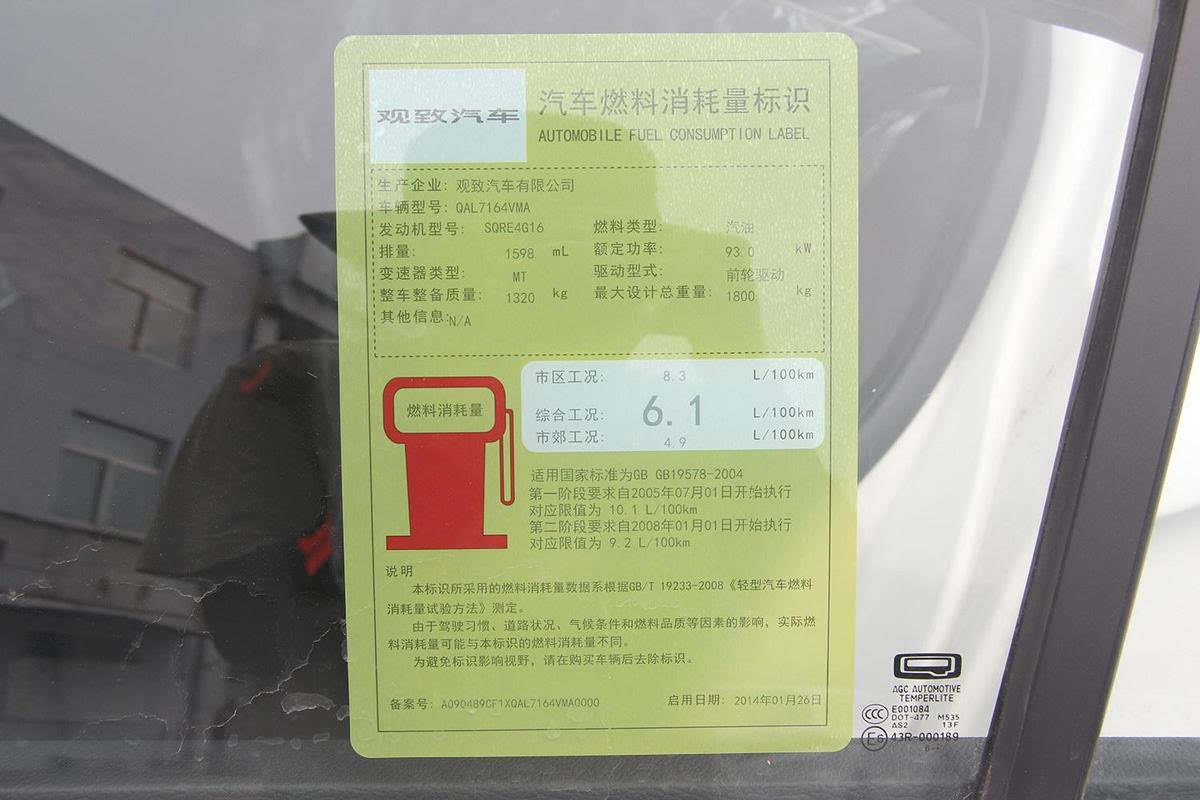 观致汽车
汽车燃料消耗量标识
AUTOMOBILE FUEL CONSUMPTION LABEL
生产企业: 观致汽车有限公司
车辆型号: QAL7164VMA
发动机型号: SQRE4G16 燃料类型: 汽油
排量: 1598 mL 额定功率: 93.0 kW
变速器类型: MT 驱动型式: 前轮驱动
整车整备质量: 1320 kg 最大设计总重量: 1800 kg
其他信息: N/A
燃料消耗量
市区工况: 8.3 L/100km
综合工况: 6.1 L/100km
市郊工况: 4.9 L/100km
适用国家标准为GB GB19578-2004
第一阶段要求自2005年07月01日开始执行
对应限值为 10.1 L/100km
第二阶段要求自2008年01月01日开始执行
对应限值为 9.2 L/100km
说明
本标识所采用的燃料消耗量数据系根据GB/T 19233-2008《轻型汽车燃料
消耗量试验方法》测定。
由于驾驶习惯、道路状况、气候条件和燃料品质等因素的影响，实际燃
料消耗量可能与本标识的燃料消耗量不同。
为避免标识影响视野，请在购买车辆后去除标识。
备案号: A090489CF1XQAL7164VMA0000 启用日期: 2014年01月26日
AGC AUTOMOTIVE
TEMPERLITE
CCC E001084
DOT-477 M535
AS2 13F
E6 43R-000189